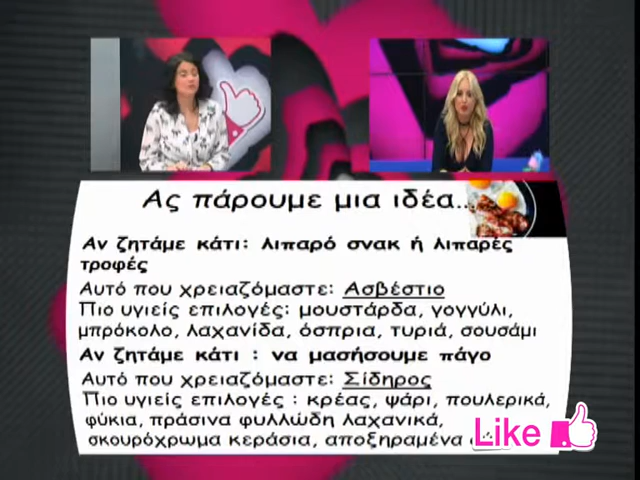 Ας πάρουμε μια ιδέα...
Αν ζητάμε κάτι: λιπαρό σνακ ή λιπαρές
τροφές
Αυτό που χρειαζόμαστε: Ασβέστιο
Πιο υγιείς επιλογές: μουστάρδα, γογγύλι,
μπρόκολο, λαχανίδα, όσπρια, τυριά, σουσάμι
Αν ζητάμε κάτι : να μασήσουμε πάγο
Αυτό που χρειαζόμαστε: Σίδηρος
Πιο υγιείς επιλογές : κρέας, ψάρι, πουλερικά,
φύκια, πράσινα φυλλώδη λαχανικά,
σκουρόχρωμα κεράσια, αποξηραμένα
Like